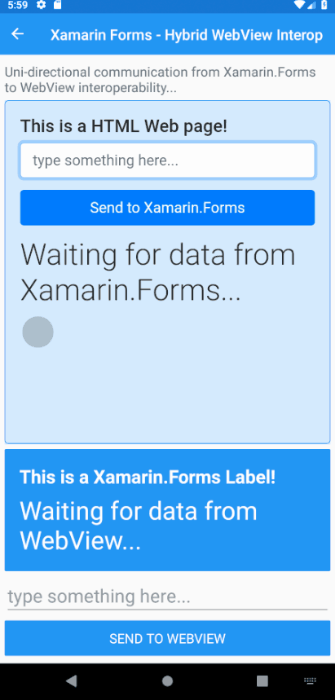 5:59
Xamarin Forms - Hybrid WebView Interop
Uni-directional communication from Xamarin.Forms
to WebView interoperability...
This is a HTML Web page!
type something here...
Send to Xamarin.Forms
Waiting for data from
Xamarin.Forms...
This is a Xamarin.Forms Label!
Waiting for data from
WebView...
type something here...
SEND TO WEBVIEW